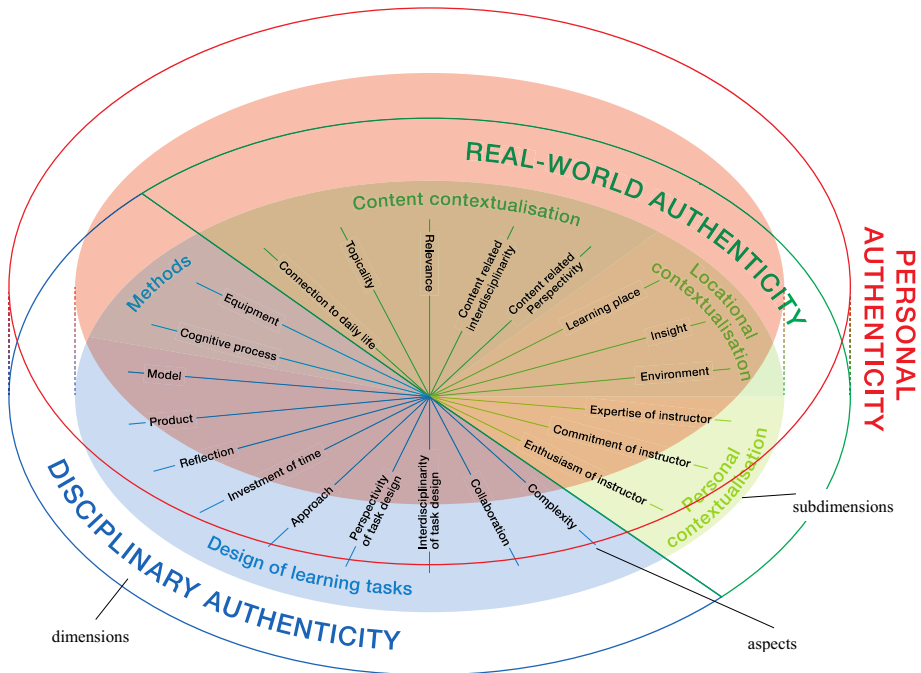 REAL-WORLD AUTHENTICITY
PERSONAL
AUTHENTICITY
DISCIPLINARY AUTHENTICITY
Content contextualisation
Connection to daily life
Topicality
Relevance
Content related
interdisciplinarity
Content related
Perspectivity
Locational
contextualisation
Learning place
Insight
Environment
Personal
contextualisation
Expertise of instructor
Commitment of instructor
Enthusiasm of instructor
Methods
Equipment
Cognitive process
Design of learning tasks
Model
Product
Reflection
Investment of time
Approach
Perspectivity
of task design
Interdisciplinarity
of task design
Collaboration
Complexity
subdimensions
dimensions
aspects